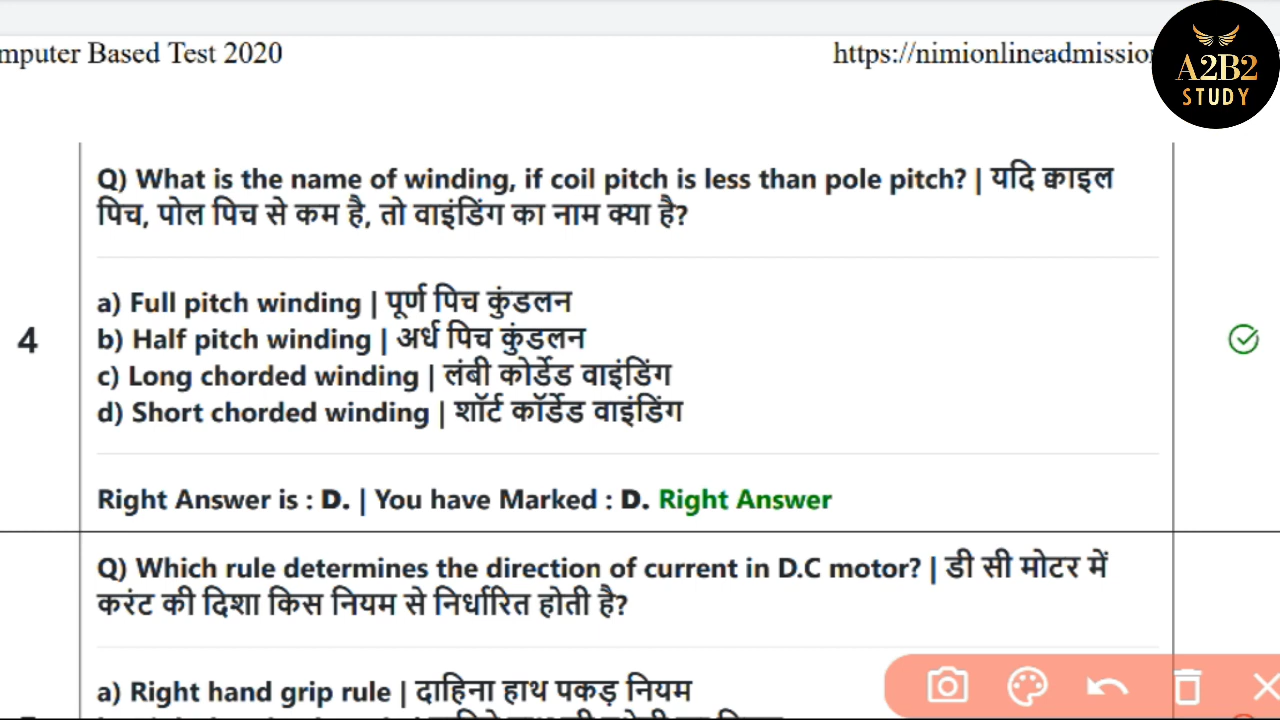 mputer Based Test 2020
https://nimionlineadmissio
A2B2
STUDY
Q) What is the name of winding, if coil pitch is less than pole pitch? | यदि क्वाइल
पिच, पोल पिच से कम है, तो वाइंडिंग का नाम क्या है?
4
a) Full pitch winding | पूर्ण पिच कुंडलन
b) Half pitch winding | अर्ध पिच कुंडलन
c) Long chorded winding | लंबी कोर्डेड वाइंडिंग
d) Short chorded winding | शॉर्ट कॉर्डेड वाइंडिंग
Right Answer is : D. | You have Marked : D. Right Answer
Q) Which rule determines the direction of current in D.C motor? | डी सी मोटर में
करंट की दिशा किस नियम से निर्धारित होती है?
a) Right hand grip rule | दाहिना हाथ पकड़ नियम